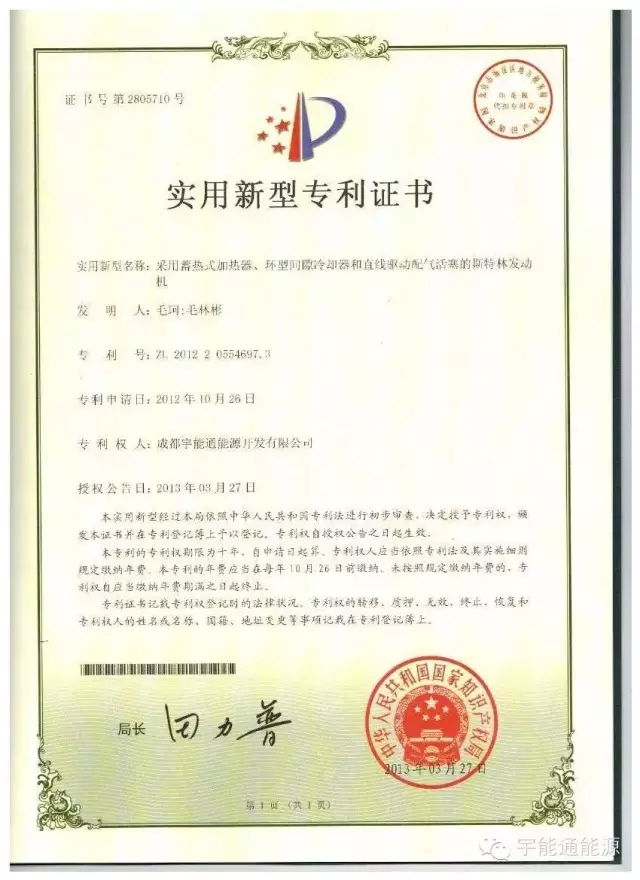 证书号第2805710号
实用新型专利证书
实用新型名称：采用蓄热式加热器、环型间隙冷却器和直线驱动配气活塞的斯特林发动
机
发 明 人：毛珂;毛林彬
专 利 号：ZL 2012 2 0554697.3
专利申请日：2012年10月26日
专 利 权 人：成都宇能通能源开发有限公司
授权公告日：2013年03月27日
本实用新型经过本局依照中华人民共和国专利法进行初步审查，决定授予专利权，颁
发本证书并在专利登记簿上予以登记。专利权自授权公告之日起生效。
本专利的专利权期限为十年，自申请日起算。专利权人应当依照专利法及其实施细则
规定缴纳年费。本专利的年费应当在每年10月26日前缴纳。未按照规定缴纳年费的，专
利权自应当缴纳年费期满之日起终止。
专利证书记载专利权登记时的法律状况。专利权的转移、质押、无效、终止、恢复和
专利权人的姓名或名称、国籍、地址变更等事项记载在专利登记簿上。
局长 田力普
中华人民共和国国家知识产权局
2013年03月27日
第1页（共1页）
宇能通能源